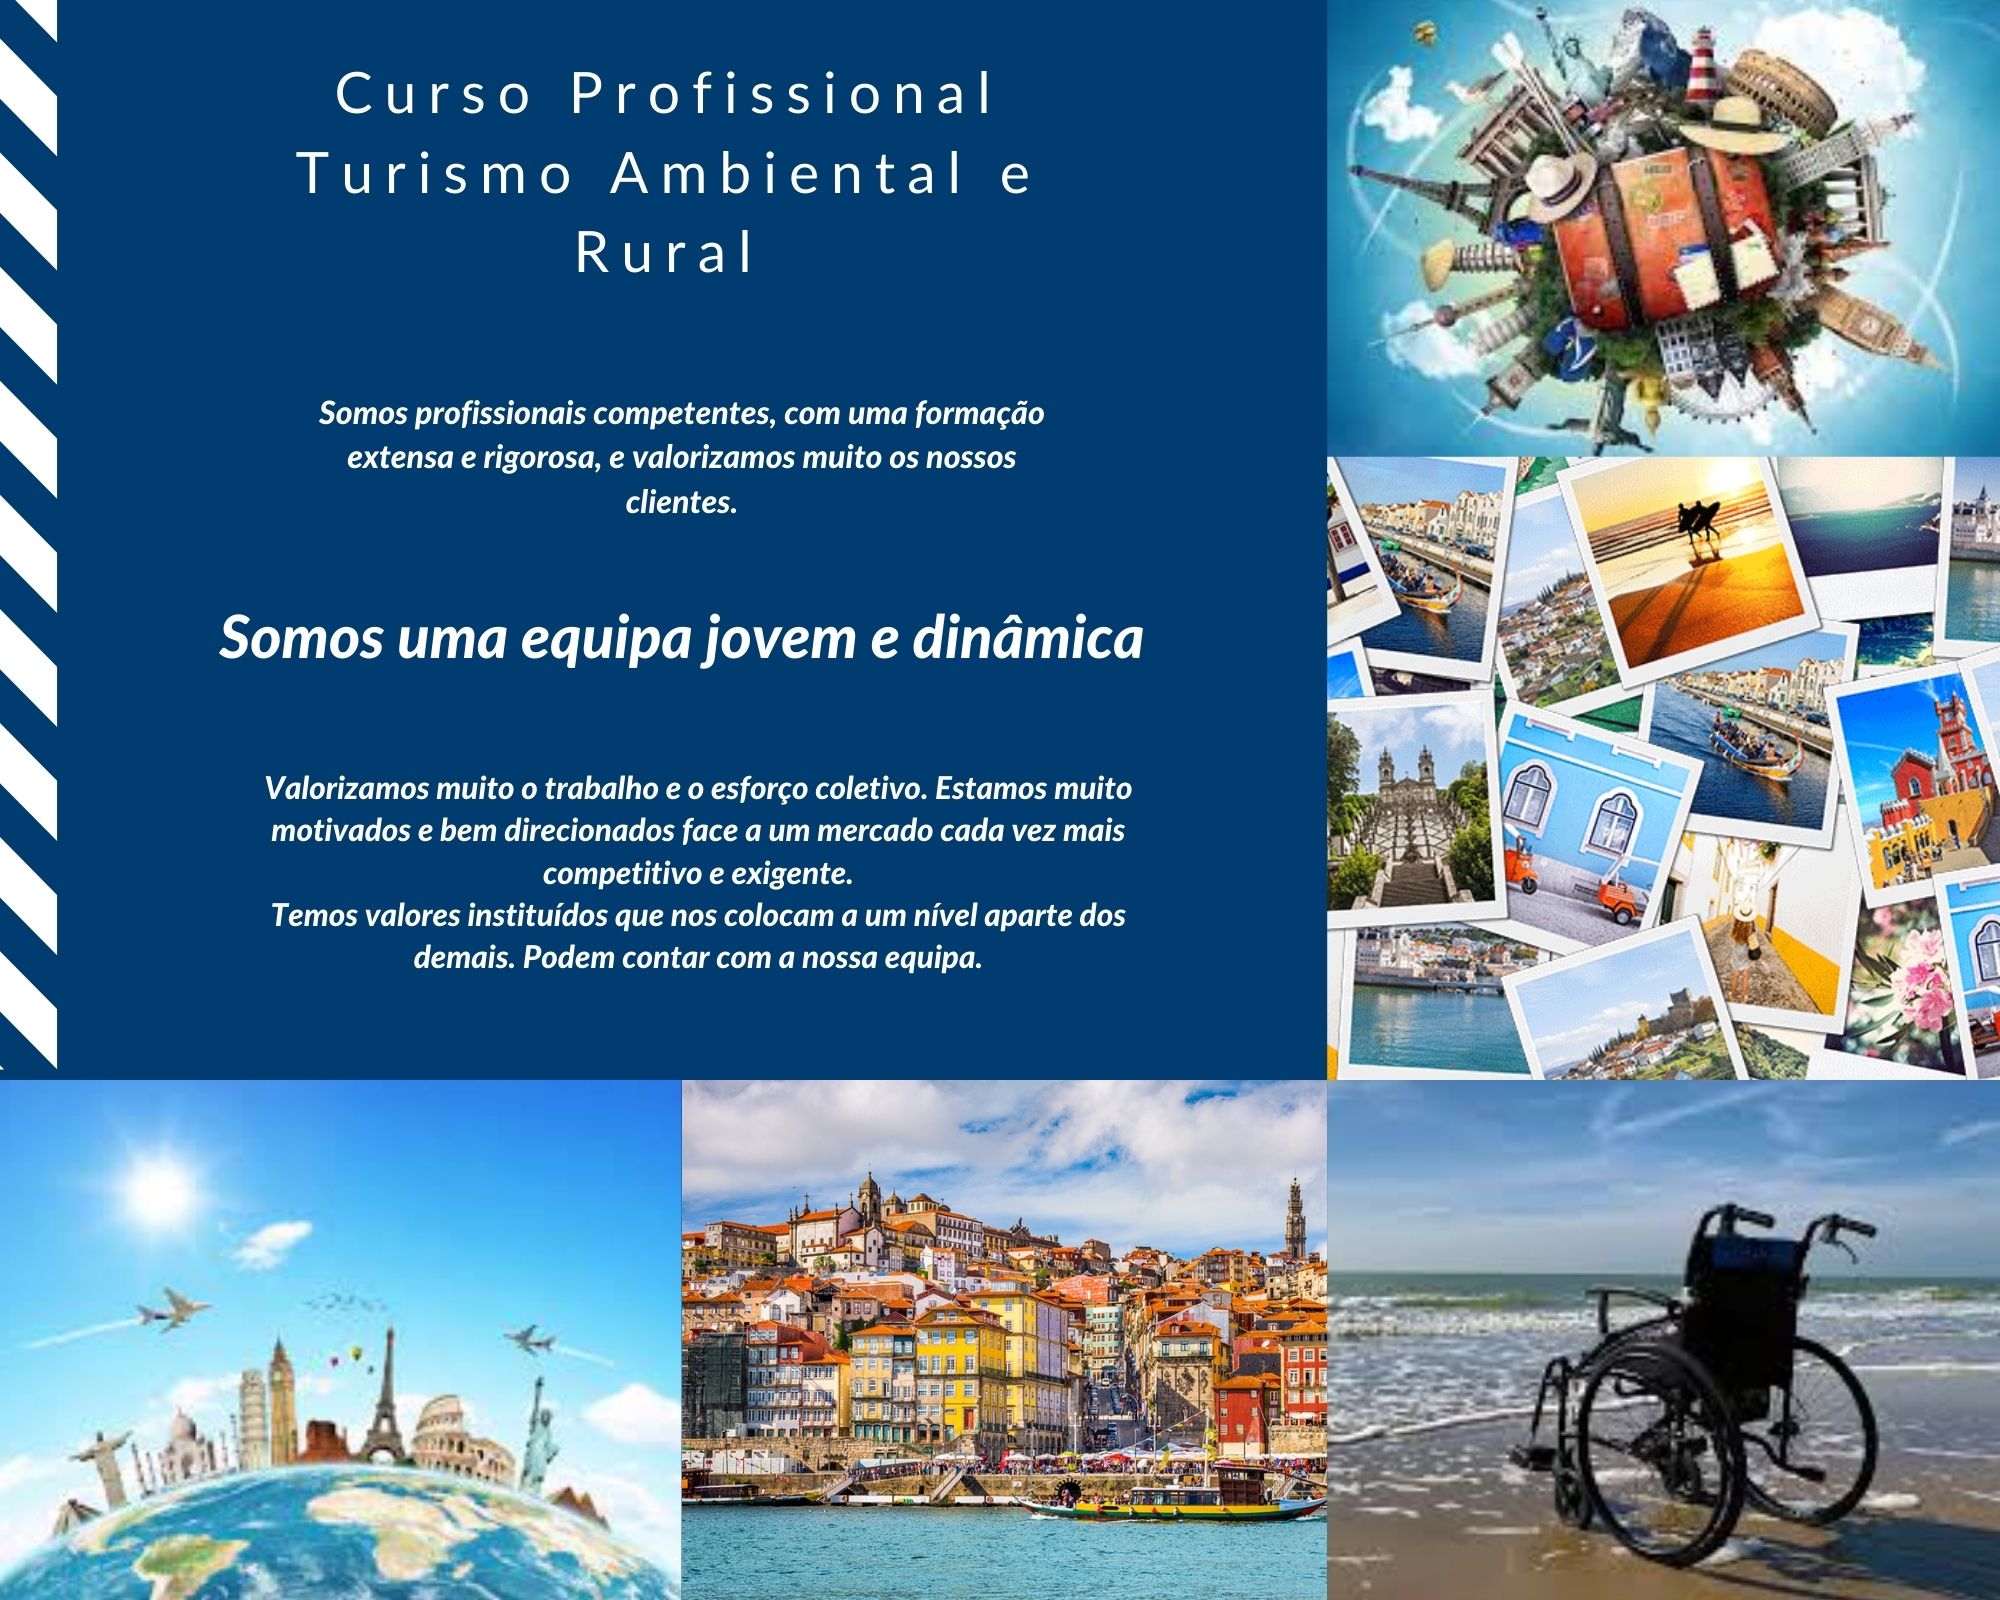 Curso Profissional
Turismo Ambiental e
Rural
Somos profissionais competentes, com uma formação
extensa e rigorosa, e valorizamos muito os nossos
clientes.
Somos uma equipa jovem e dinâmica
Valorizamos muito o trabalho e o esforço coletivo. Estamos muito
motivados e bem direcionados face a um mercado cada vez mais
competitivo e exigente.
Temos valores instituídos que nos colocam a um nível aparte dos
demais. Podem contar com a nossa equipa.